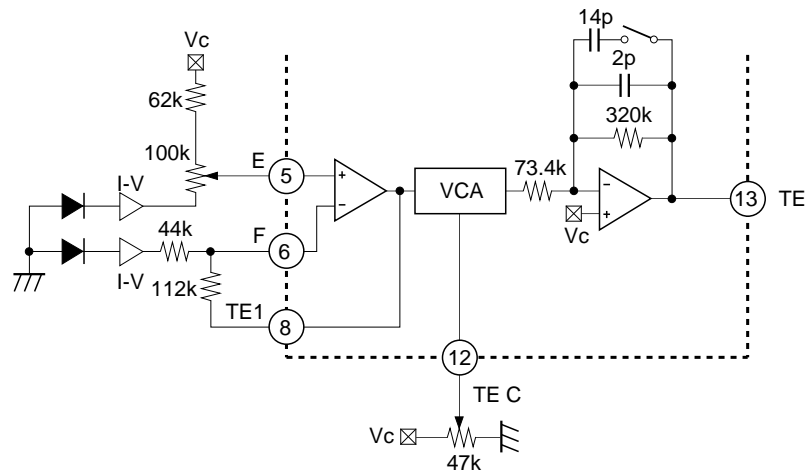 14p
Vc
2p
62k
320k
100k
E
5
73.4k
I-V
VCA
+
−
−
+
13
TE
44k
F
6
Vc
I-V
112k
TE1
8
12
TE C
Vc
47k